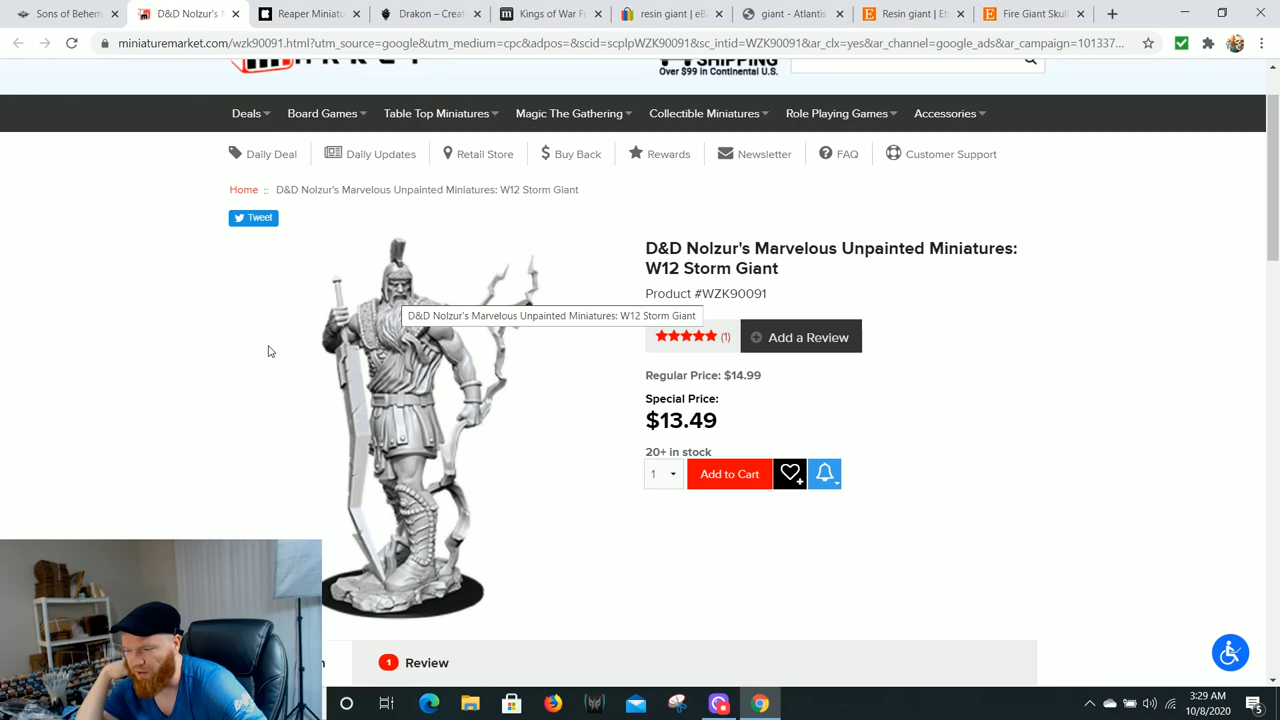 Sons of Behem
D&D Nolzur's M
Reaper Miniatu
Drakon – Creati
Kings of War Fi
resin giant | eBa
giant - Atlantis
Resin giant | Et
Fire Giant Skull
miniaturemarket.com/wzk90091.html?utm_source=google&utm_medium=cpc&adpos=&scid=scplpWZK90091&sc_intid=WZK90091&ar_clx=yes&ar_channel=google_ads&ar_campaign=101337...
SHIPPING
Over $99 in Continental U.S.
Deals Board Games Table Top Miniatures Magic The Gathering Collectible Miniatures Role Playing Games Accessories
Daily Deal Daily Updates Retail Store Buy Back Rewards Newsletter FAQ Customer Support
Home :: D&D Nolzur's Marvelous Unpainted Miniatures: W12 Storm Giant
Tweet
D&D Nolzur's Marvelous Unpainted Miniatures:
W12 Storm Giant
Product #WZK90091
D&D Nolzur's Marvelous Unpainted Miniatures: W12 Storm Giant
(1)
Add a Review
Regular Price: $14.99
Special Price:
$13.49
20+ in stock
1
Add to Cart
1 Review
3:29 AM
10/8/2020
5